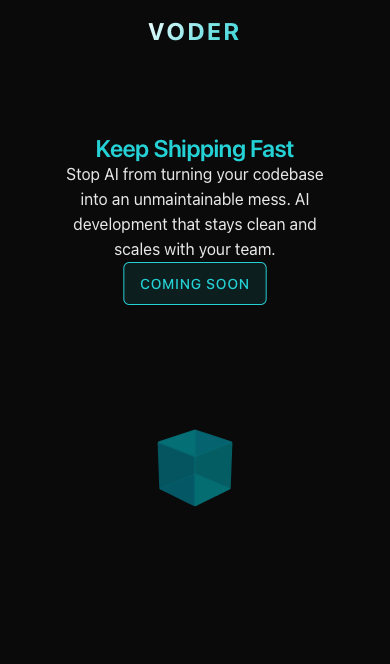 VODER
Keep Shipping Fast
Stop AI from turning your codebase
into an unmaintainable mess. AI
development that stays clean and
scales with your team.
COMING SOON